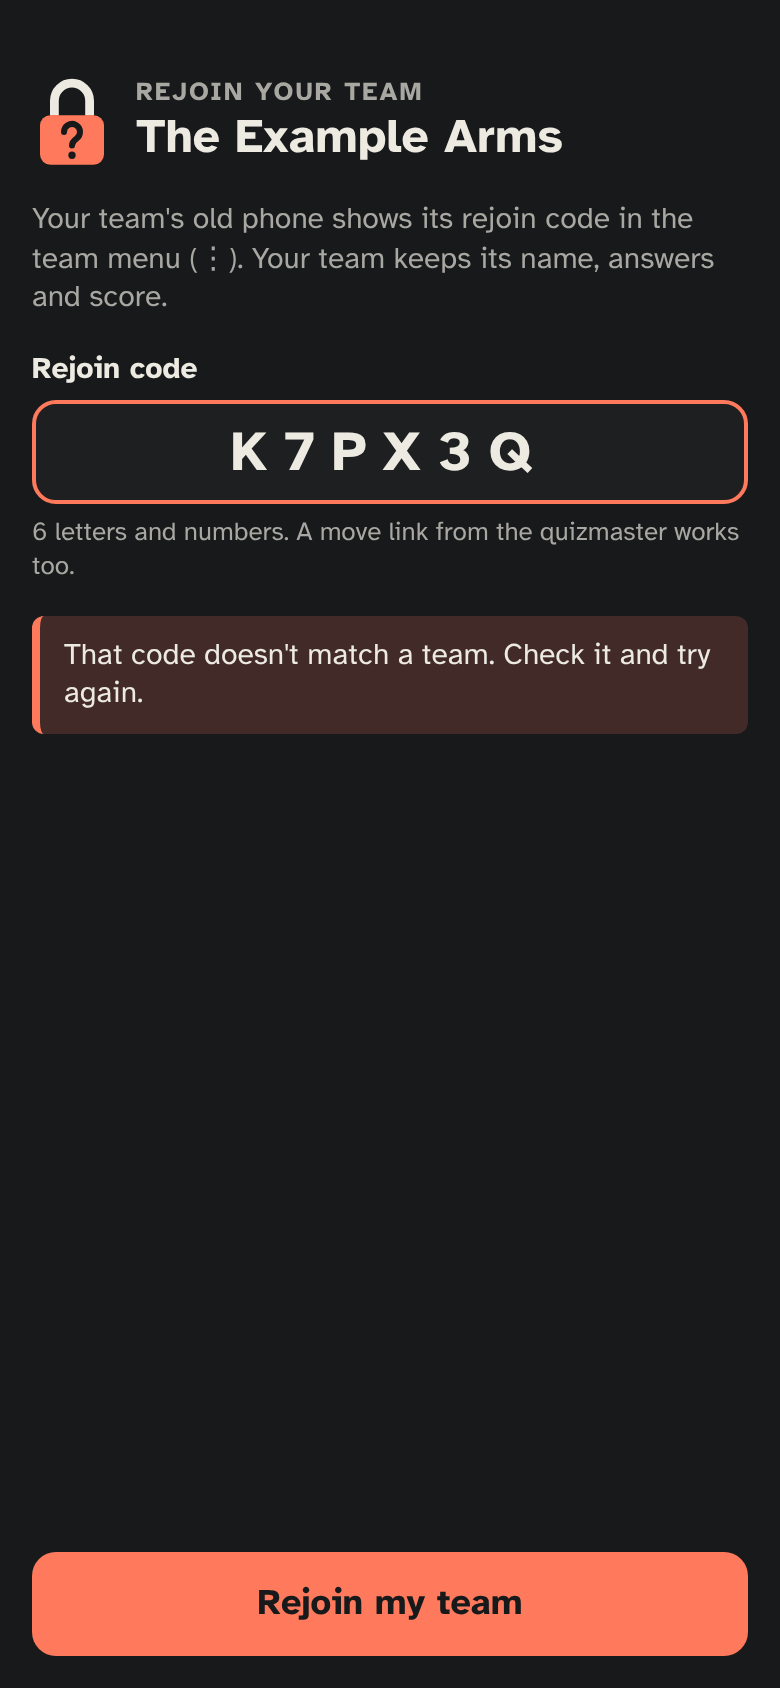 REJOIN YOUR TEAM
The Example Arms
Your team's old phone shows its rejoin code in the
team menu (⋮). Your team keeps its name, answers
and score.
Rejoin code
K7PX3Q
6 letters and numbers. A move link from the quizmaster works
too.
That code doesn't match a team. Check it and try
again.
Rejoin my team